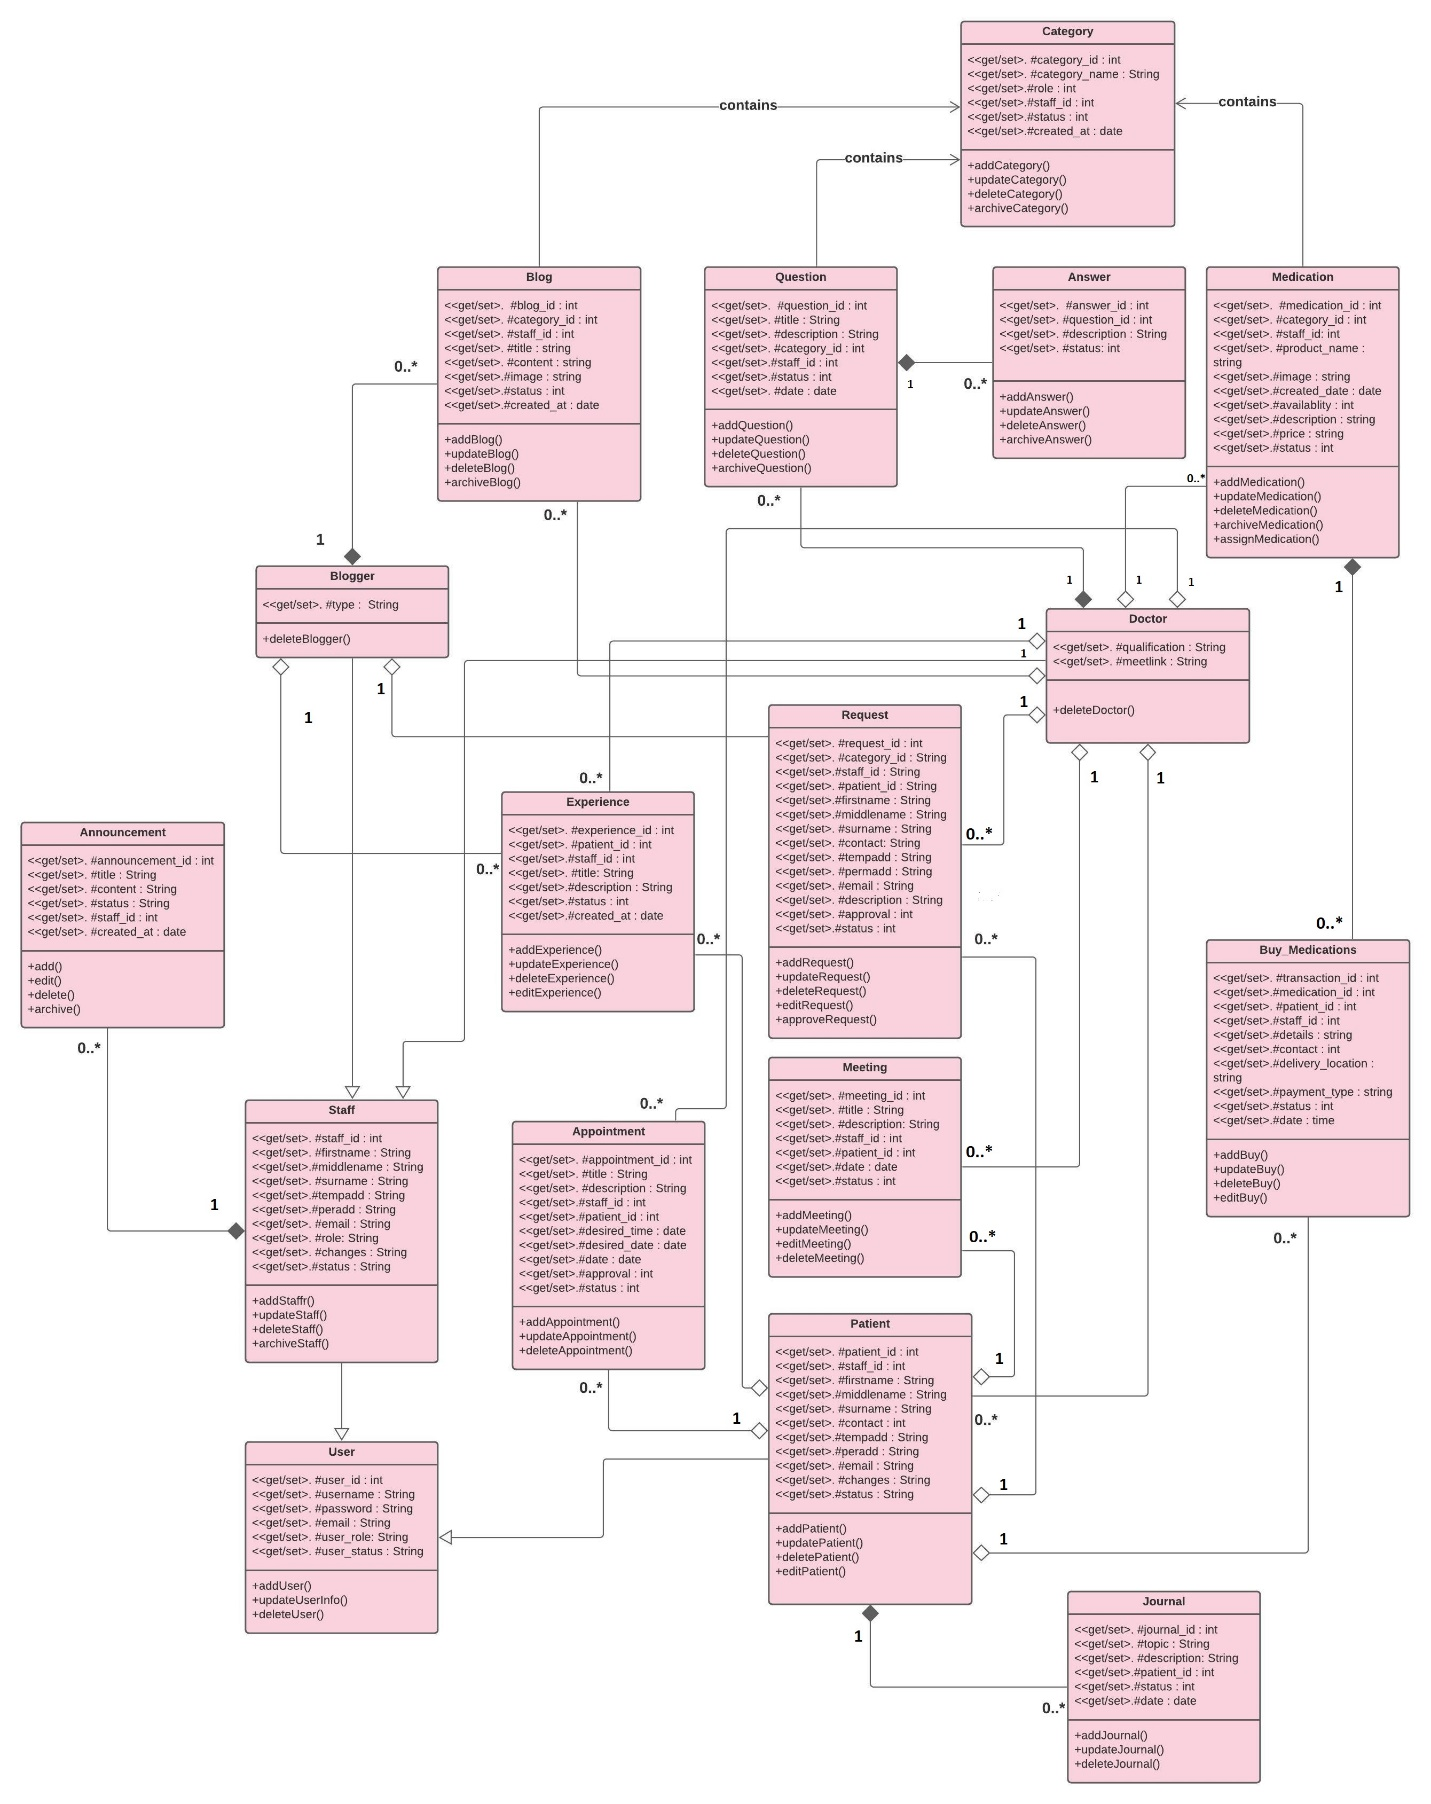 Category
<<get/set>. #category_id : int
<<get/set>. #category_name : String
<<get/set>.#role : int
<<get/set>.#staff_id : int
<<get/set>.#status : int
<<get/set>.#created_at : date
+addCategory()
+updateCategory()
+deleteCategory()
+archiveCategory()
contains
contains
contains
Blog
<<get/set>.  #blog_id : int
<<get/set>. #category_id : int
<<get/set>. #staff_id : int
<<get/set>. #title : string
<<get/set>. #content : string
<<get/set>.#image : string
<<get/set>.#status : int
<<get/set>.#created_at : date
+addBlog()
+updateBlog()
+deleteBlog()
+archiveBlog()
0..*
0..*
Question
<<get/set>.  #question_id : int
<<get/set>. #title : String
<<get/set>. #description : String
<<get/set>. #category_id : int
<<get/set>.#staff_id : int
<<get/set>.#status : int
<<get/set>. #date : date
+addQuestion()
+updateQuestion()
+deleteQuestion()
+archiveQuestion()
1
0..*
0..*
Answer
<<get/set>.  #answer_id : int
<<get/set>. #question_id : int
<<get/set>. #description : String
<<get/set>. #status: int
+addAnswer()
+updateAnswer()
+deleteAnswer()
+archiveAnswer()
Medication
<<get/set>.  #medication_id : int
<<get/set>. #category_id : int
<<get/set>. #staff_id: int
<<get/set>. #product_name :
string
<<get/set>.#image : string
<<get/set>.#created_date : date
<<get/set>.#availablity : int
<<get/set>.#description : string
<<get/set>.#price : string
<<get/set>.#status : int
+addMedication()
+updateMedication()
+deleteMedication()
+archiveMedication()
+assignMedication()
0..*
1
1
Blogger
<<get/set>. #type :  String
+deleteBlogger()
1
1
1
1
1
Doctor
<<get/set>. #qualification : String
<<get/set>. #meetlink : String
+deleteDoctor()
1
1
1
1
1
Request
<<get/set>. #request_id : int
<<get/set>. #category_id : String
<<get/set>.#staff_id : String
<<get/set>. #patient_id : String
<<get/set>.#firstname : String
<<get/set>.#middlename : String
<<get/set>. #surname : String
<<get/set>. #contact: String
<<get/set>. #tempadd : String
<<get/set>. #permadd : String
<<get/set>. #email : String
<<get/set>. #description : String
<<get/set>. #approval : int
<<get/set>.#status : int
+addRequest()
+updateRequest()
+deleteRequest()
+editRequest()
+approveRequest()
0..*
0..*
0..*
Experience
<<get/set>. #experience_id : int
<<get/set>. #patient_id : int
<<get/set>.#staff_id : int
<<get/set>. #title: String
<<get/set>.#description : String
<<get/set>.#status : int
<<get/set>.#created_at : date
+addExperience()
+updateExperience()
+deleteExperience()
+editExperience()
0..*
0..*
Announcement
<<get/set>. #announcement_id : int
<<get/set>. #title : String
<<get/set>. #content : String
<<get/set>. #status : String
<<get/set>. #staff_id : int
<<get/set>. #created_at : date
+add()
+edit()
+delete()
+archive()
0..*
0..*
Buy_Medications
<<get/set>. #transaction_id : int
<<get/set>.#medication_id : int
<<get/set>. #patient_id : int
<<get/set>.#staff_id : int
<<get/set>.#details : string
<<get/set>.#contact : int
<<get/set>.#delivery_location :
string
<<get/set>.#payment_type : string
<<get/set>.#status : int
<<get/set>.#date : time
+addBuy()
+updateBuy()
+deleteBuy()
+editBuy()
0..*
Meeting
<<get/set>. #meeting_id : int
<<get/set>. #title : String
<<get/set>. #description: String
<<get/set>.#staff_id : int
<<get/set>.#patient_id : int
<<get/set>.#date : date
<<get/set>.#status : int
+addMeeting()
+updateMeeting()
+editMeeting()
+deleteMeeting()
0..*
0..*
Staff
<<get/set>. #staff_id : int
<<get/set>. #firstname : String
<<get/set>.#middlename : String
<<get/set>. #surname : String
<<get/set>.#tempadd : String
<<get/set>.#peradd : String
<<get/set>. #email : String
<<get/set>. #role: String
<<get/set>. #changes : String
<<get/set>.#status : String
+addStaffr()
+updateStaff()
+deleteStaff()
+archiveStaff()
1
0..*
Appointment
<<get/set>. #appointment_id : int
<<get/set>. #title : String
<<get/set>. #description : String
<<get/set>.#staff_id : int
<<get/set>.#patient_id : int
<<get/set>.#desired_time : date
<<get/set>.#desired_date : date
<<get/set>.#date : date
<<get/set>.#approval : int
<<get/set>.#status : int
+addAppointment()
+updateAppointment()
+deleteAppointment()
0..*
1
Patient
<<get/set>. #patient_id : int
<<get/set>. #staff_id : int
<<get/set>. #firstname : String
<<get/set>.#middlename : String
<<get/set>. #surname : String
<<get/set>. #contact : int
<<get/set>.#tempadd : String
<<get/set>.#peradd : String
<<get/set>. #email : String
<<get/set>. #changes : String
<<get/set>.#status : String
+addPatient()
+updatePatient()
+deletePatient()
+editPatient()
1
0..*
1
1
1
User
<<get/set>. #user_id : int
<<get/set>. #username : String
<<get/set>. #password : String
<<get/set>. #email : String
<<get/set>. #user_role: String
<<get/set>. #user_status : String
+addUser()
+updateUserInfo()
+deleteUser()
Journal
<<get/set>. #journal_id : int
<<get/set>. #topic : String
<<get/set>. #description: String
<<get/set>.#patient_id : int
<<get/set>.#status : int
<<get/set>.#date : date
+addJournal()
+updateJournal()
+deleteJournal()
0..*